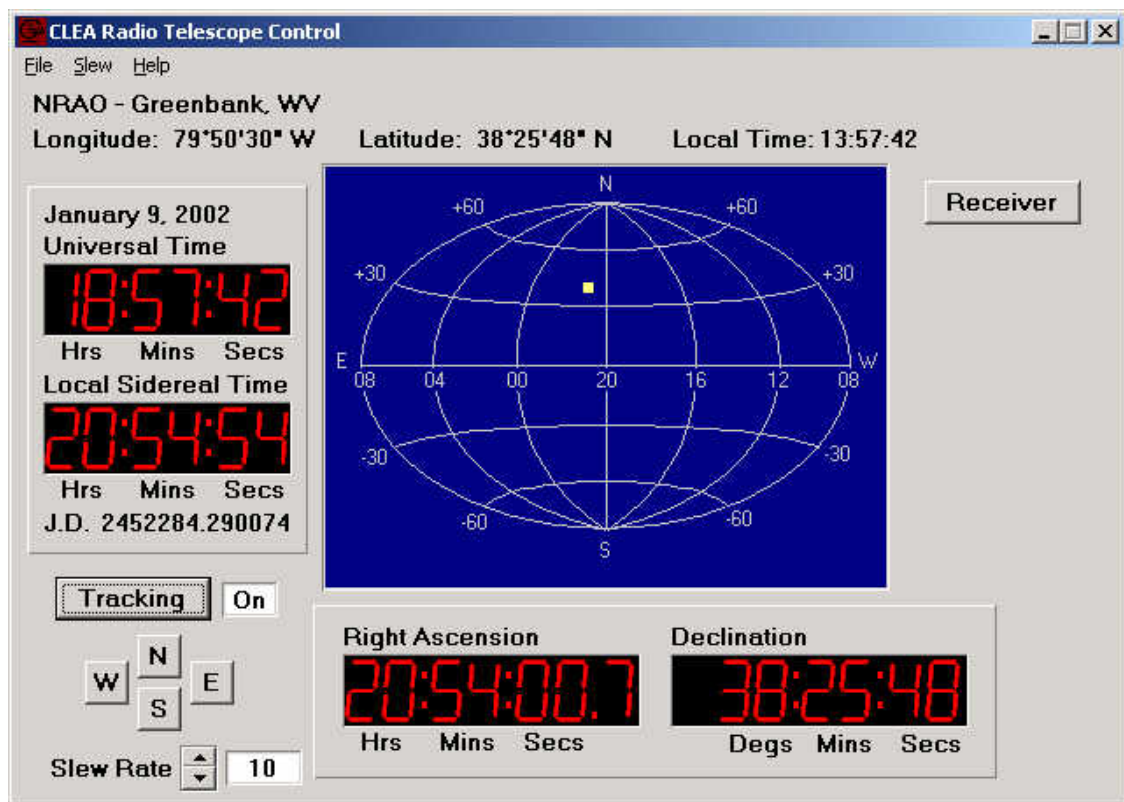 CLEA Radio Telescope Control
File Slew Help
NRAO - Greenbank, WV
Longitude: 79°50'30" W Latitude: 38°25'48" N Local Time: 13:57:42
Receiver
January 9, 2002
Universal Time
18:57:42
Hrs Mins Secs
Local Sidereal Time
20:54:54
Hrs Mins Secs
J.D. 2452284.290074
N
+60 +60
+30 +30
E W
08 04 00 20 16 12 08
-30 -30
-60 -60
S
Tracking On
N
W E
S
Slew Rate 10
Right Ascension
20:54:00.7
Hrs Mins Secs
Declination
38:25:48
Degs Mins Secs